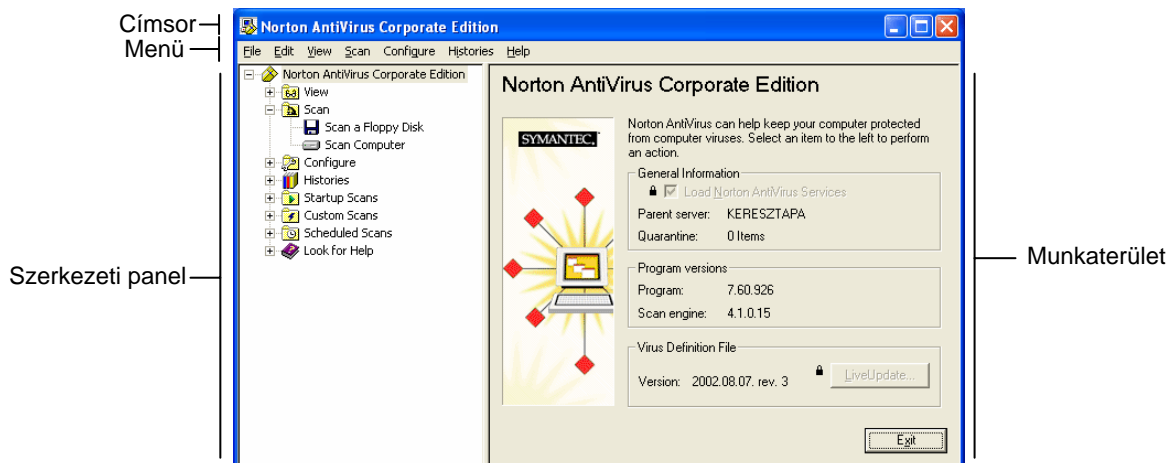 Címsor
Norton AntiVirus Corporate Edition
Menü
File Edit View Scan Configure Histories Help
Norton AntiVirus Corporate Edition
View
Scan
Scan a Floppy Disk
Scan Computer
Configure
Histories
Startup Scans
Custom Scans
Scheduled Scans
Look for Help
Szerkezeti panel
Norton AntiVirus Corporate Edition
SYMANTEC.
Norton AntiVirus can help keep your computer protected
from computer viruses. Select an item to the left to perform
an action.
General Information
Load Norton AntiVirus Services
Parent server: KERESZTAPA
Quarantine: 0 Items
Program versions
Program: 7.60.926
Scan engine: 4.1.0.15
Virus Definition File
Version: 2002.08.07. rev. 3
LiveUpdate...
Exit
Munkaterület